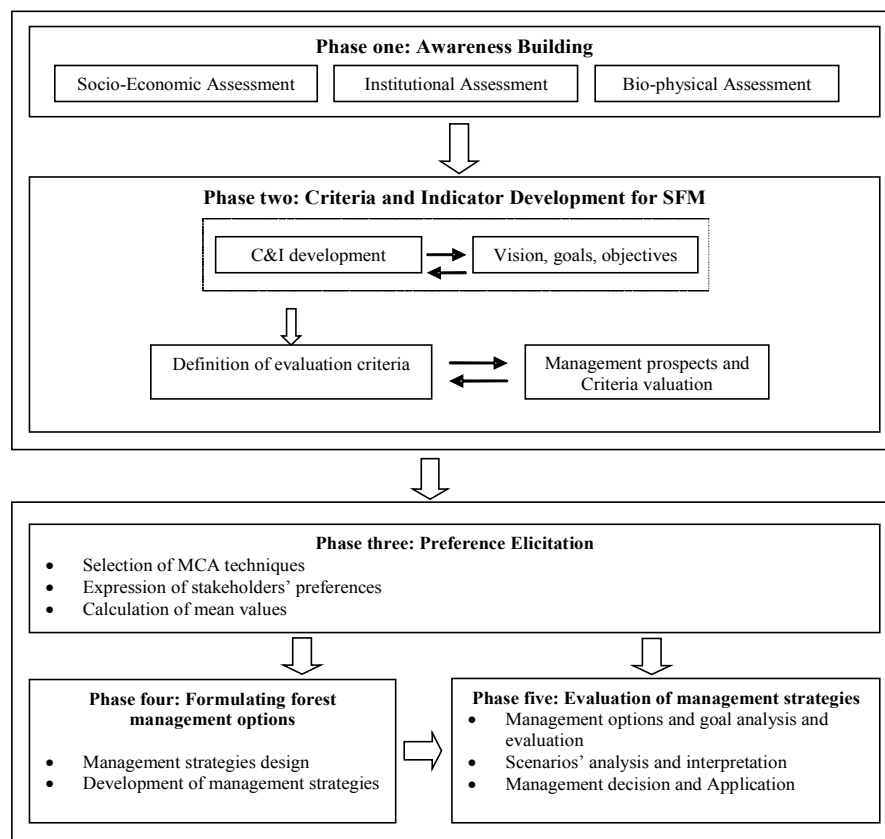 Phase one: Awareness Building
Socio-Economic Assessment
Institutional Assessment
Bio-physical Assessment
Phase two: Criteria and Indicator Development for SFM
C&I development
Vision, goals, objectives
Definition of evaluation criteria
Management prospects and
Criteria valuation
Phase three: Preference Elicitation
• Selection of MCA techniques
• Expression of stakeholders’ preferences
• Calculation of mean values
Phase four: Formulating forest
management options
• Management strategies design
• Development of management strategies
Phase five: Evaluation of management strategies
• Management options and goal analysis and
evaluation
• Scenarios’ analysis and interpretation
• Management decision and Application